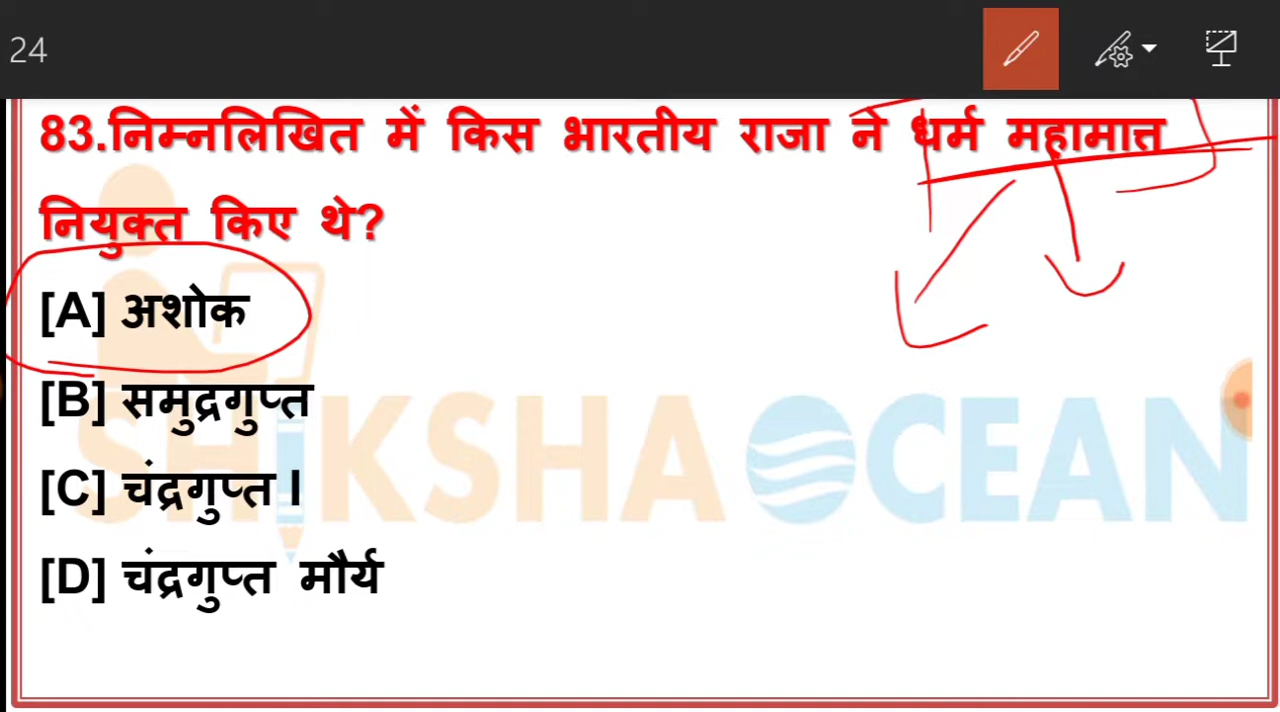 24
83.निम्नलिखित में किस भारतीय राजा ने धर्म महामात्त
नियुक्त किए थे?
[A] अशोक
[B] समुद्रगुप्त
[C] चंद्रगुप्त I
[D] चंद्रगुप्त मौर्य
SHIKSHA OCEAN